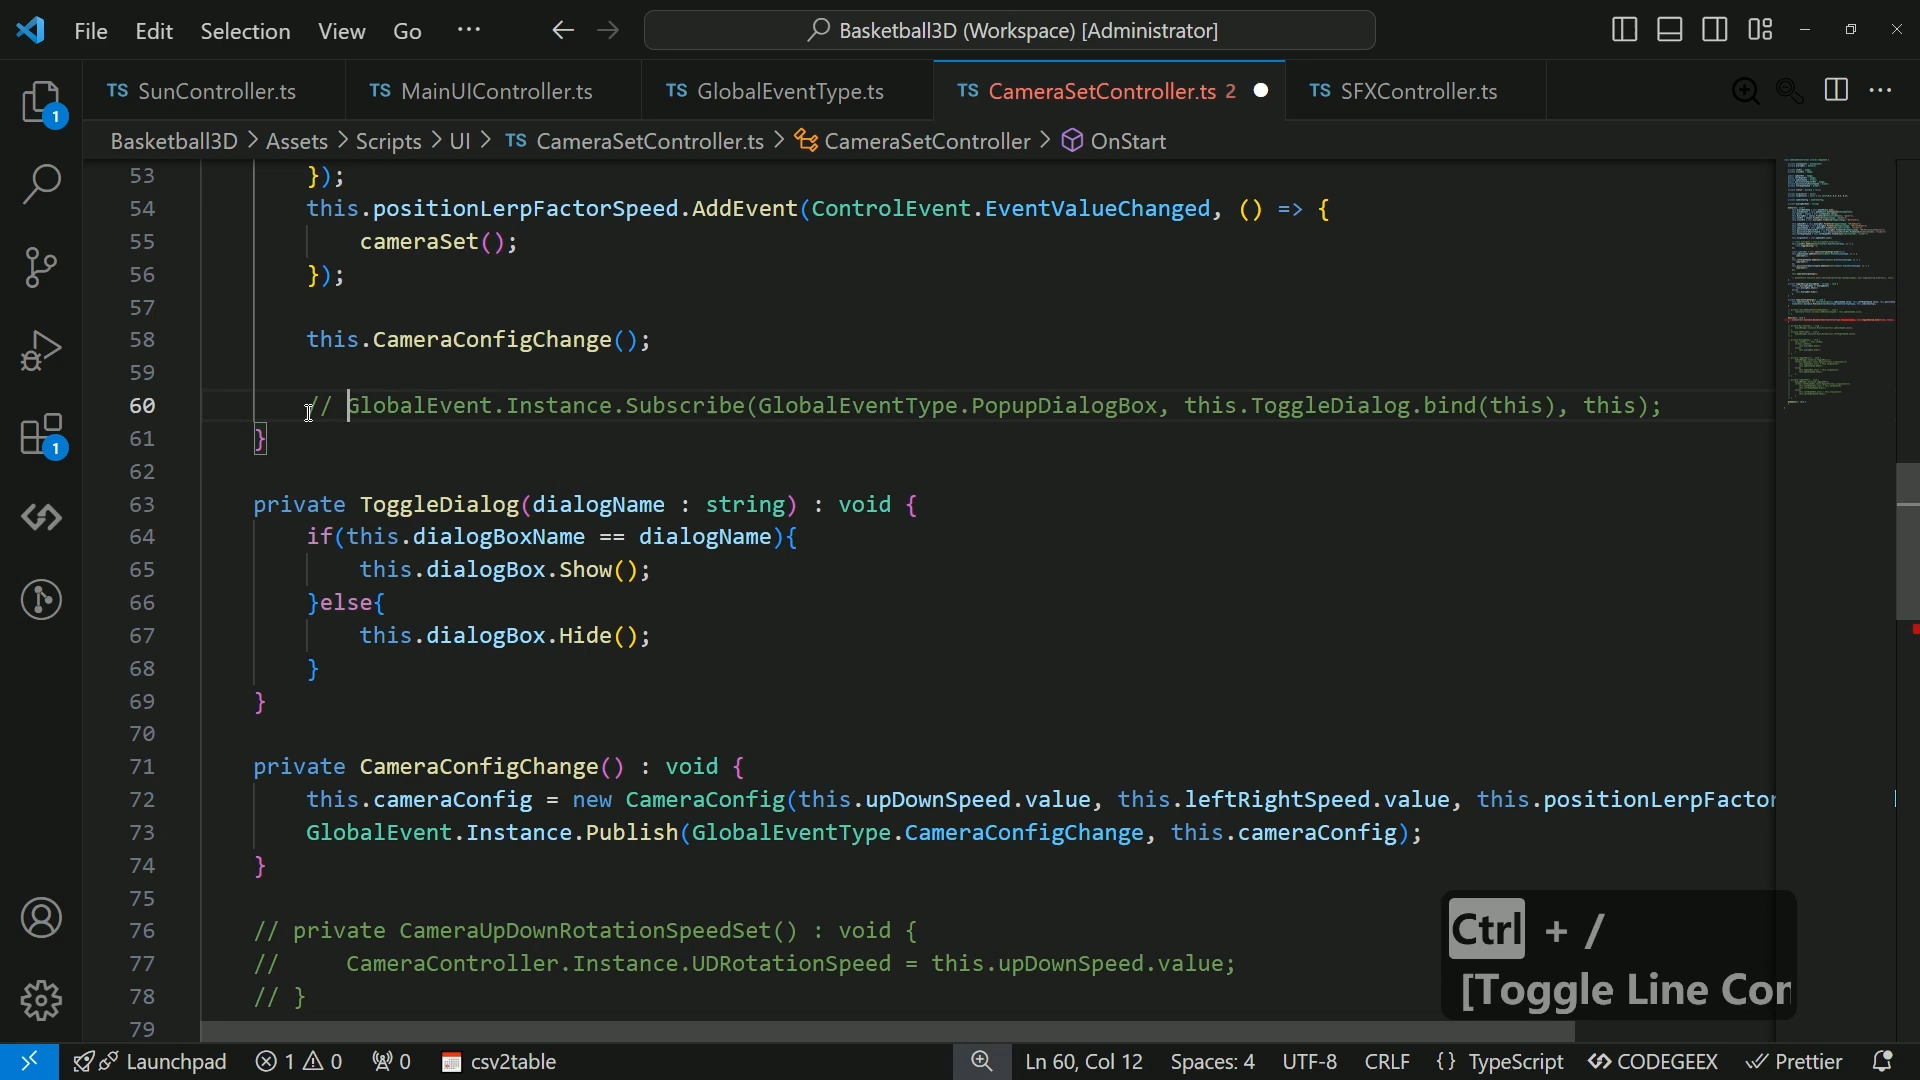 File Edit Selection View Go ··· Basketball3D (Workspace) [Administrator]
TS SunController.ts TS MainUIController.ts TS GlobalEventType.ts TS CameraSetController.ts 2 TS SFXController.ts
Basketball3D > Assets > Scripts > UI > TS CameraSetController.ts > CameraSetController > OnStart
53 });
54 this.positionLerpFactorSpeed.AddEvent(ControlEvent.EventValueChanged, () => {
55 cameraSet();
56 });
57
58 this.CameraConfigChange();
59
60 // GlobalEvent.Instance.Subscribe(GlobalEventType.PopupDialogBox, this.ToggleDialog.bind(this), this);
61 }
62
63 private ToggleDialog(dialogName : string) : void {
64 if(this.dialogBoxName == dialogName){
65 this.dialogBox.Show();
66 }else{
67 this.dialogBox.Hide();
68 }
69 }
70
71 private CameraConfigChange() : void {
72 this.cameraConfig = new CameraConfig(this.upDownSpeed.value, this.leftRightSpeed.value, this.positionLerpFactor
73 GlobalEvent.Instance.Publish(GlobalEventType.CameraConfigChange, this.cameraConfig);
74 }
75
76 // private CameraUpDownRotationSpeedSet() : void {
77 // CameraController.Instance.UDRotationSpeed = this.upDownSpeed.value;
78 // }
79
1
1
Ctrl + /
[Toggle Line Com
Launchpad 1 0 0 csv2table Ln 60, Col 12 Spaces: 4 UTF-8 CRLF {} TypeScript CODEGEEX Prettier